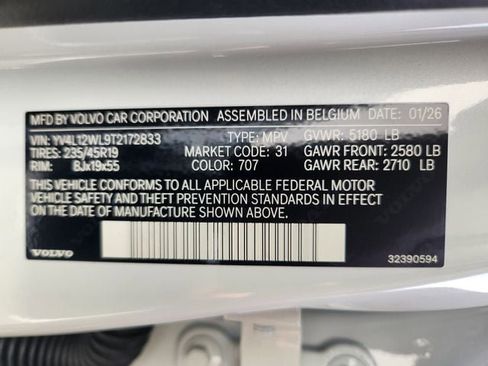 MFD BY VOLVO CAR CORPORATION ASSEMBLED IN BELGIUM DATE: 01/26
VIN: YV4L12WL9T2172833 TYPE: MPV GVWR: 5180 LB
TIRES: 235/45R19 MARKET CODE: 31 GAWR FRONT: 2580 LB
RIM: 8Jx19x55 COLOR: 707 GAWR REAR: 2710 LB
THIS VEHICLE CONFORMS TO ALL APPLICABLE FEDERAL MOTOR
VEHICLE SAFETY AND THEFT PREVENTION STANDARDS IN EFFECT
ON THE DATE OF MANUFACTURE SHOWN ABOVE.
VOLVO 32390594